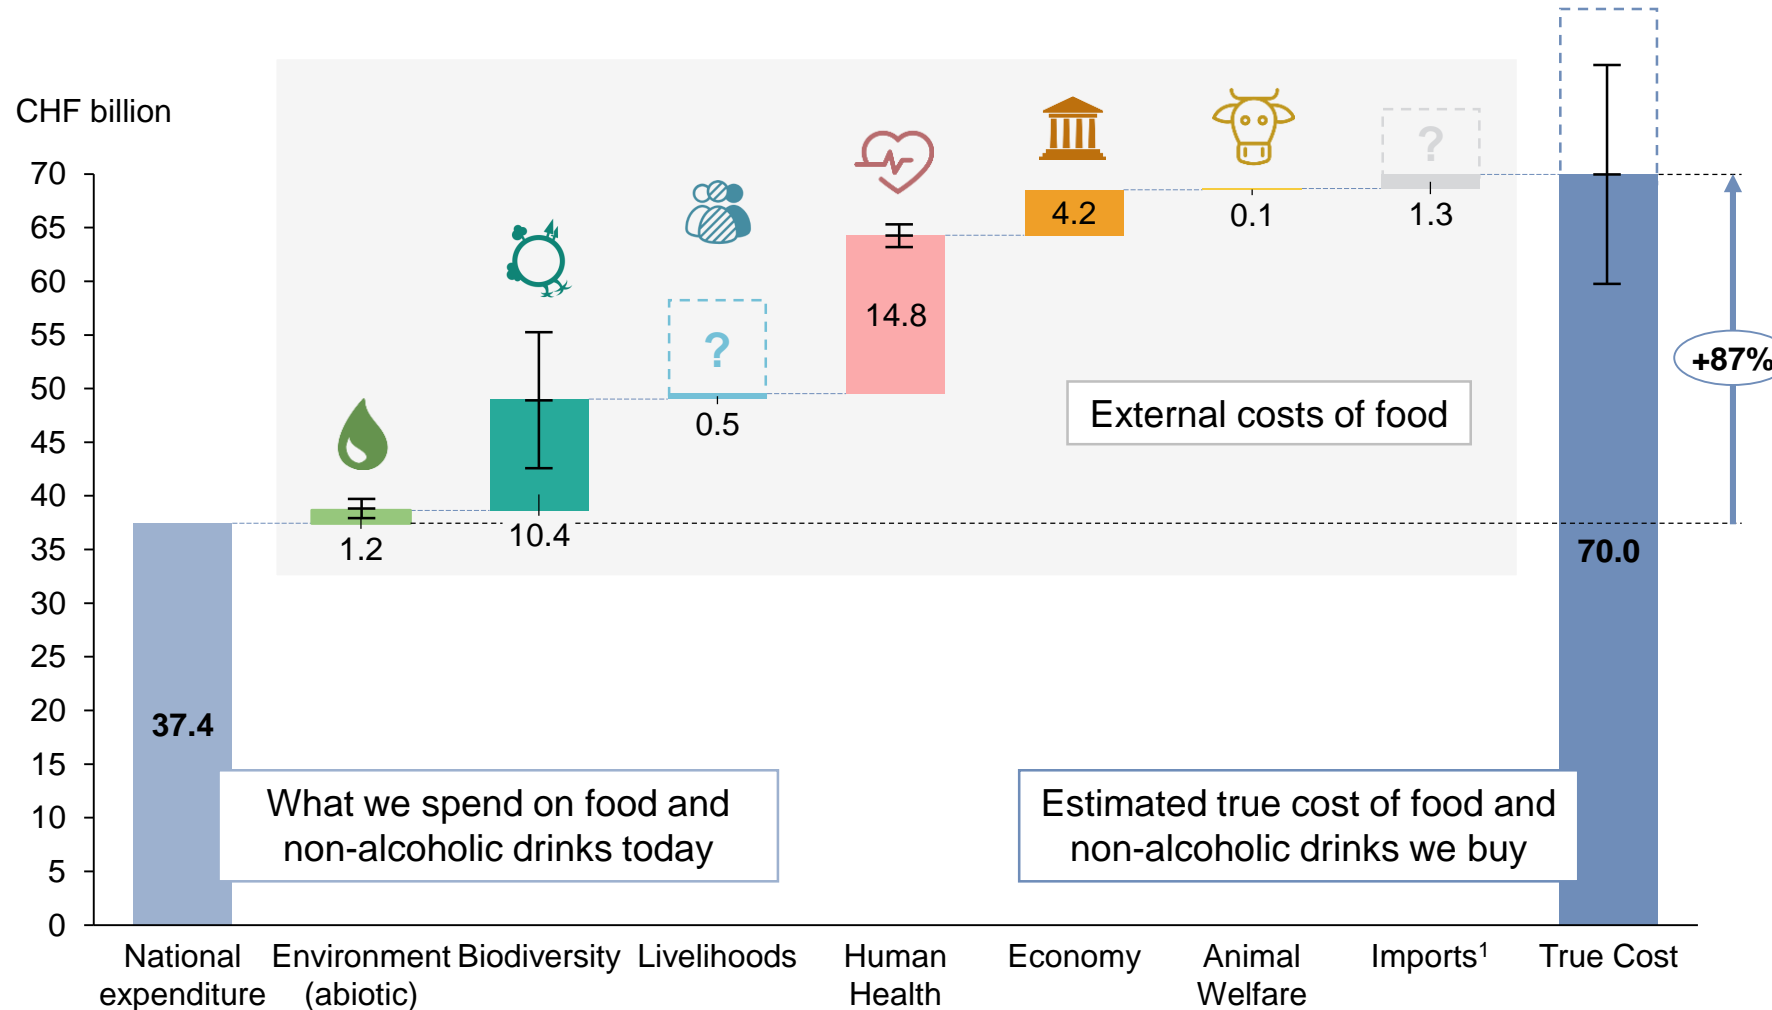 CHF billion
70
65
60
55
50
45
40
35
30
25
20
15
10
5
0
37.4
1.2
10.4
?
0.5
14.8
4.2
0.1
?
1.3
70.0
+87%
External costs of food
What we spend on food and
non-alcoholic drinks today
Estimated true cost of food and
non-alcoholic drinks we buy
National
expenditure
Environment
(abiotic)
Biodiversity
Livelihoods
Human
Health
Economy
Animal
Welfare
Imports¹
True Cost